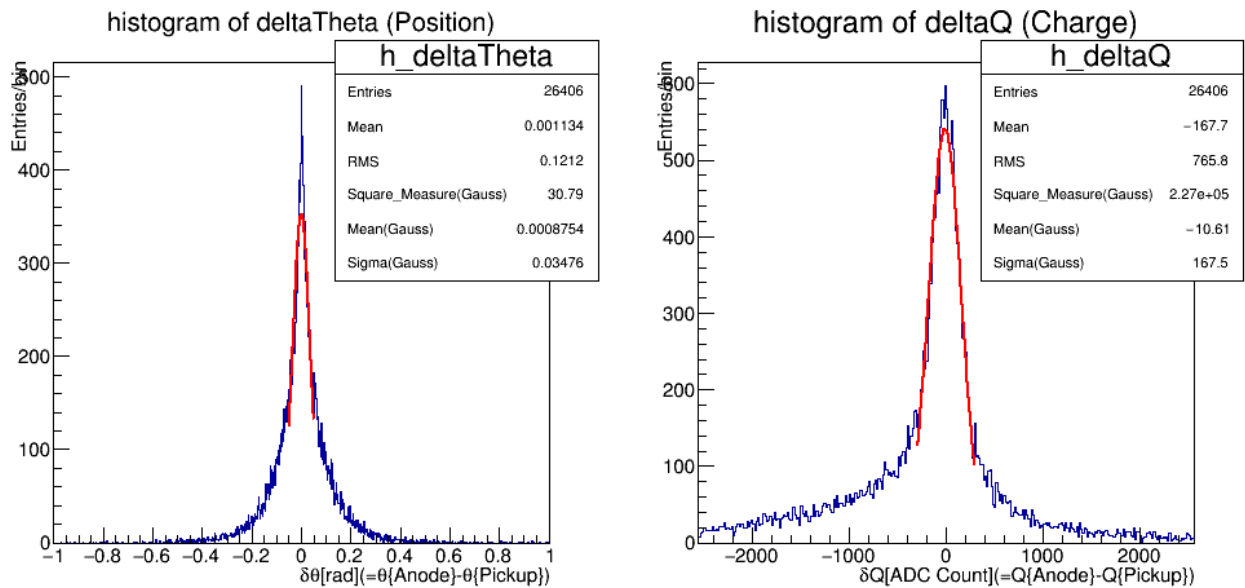 histogram of deltaTheta (Position)
h_deltaTheta
Entries 26406
Mean 0.001134
RMS 0.1212
Square_Measure(Gauss) 30.79
Mean(Gauss) 0.0008754
Sigma(Gauss) 0.03476
Entries/bin
500
400
300
200
100
0
−1 −0.8 −0.6 −0.4 −0.2 0 0.2 0.4 0.6 0.8 1
δθ[rad](=θ{Anode}-θ{Pickup})
histogram of deltaQ (Charge)
h_deltaQ
Entries 26406
Mean −167.7
RMS 765.8
Square_Measure(Gauss) 2.27e+05
Mean(Gauss) −10.61
Sigma(Gauss) 167.5
Entries/bin
600
500
400
300
200
100
0
−2000 −1000 0 1000 2000
δQ[ADC Count](=Q{Anode}-Q{Pickup})